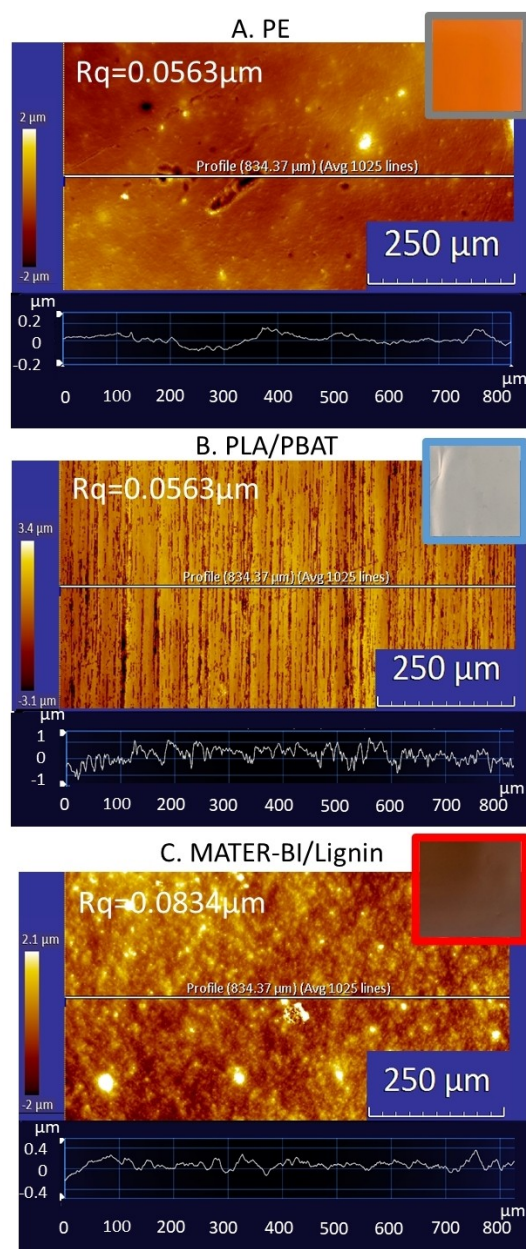 A. PE
Rq=0.0563µm
2 µm
-2 µm
Profile (834.37 µm) (Avg 1025 lines)
250 µm
µm
0.2
0
-0.2
µm
0 100 200 300 400 500 600 700 800
B. PLA/PBAT
Rq=0.0563µm
3.4 µm
-3.1 µm
Profile (834.37 µm) (Avg 1025 lines)
250 µm
µm
1
0
-1
µm
0 100 200 300 400 500 600 700 800
C. MATER-BI/Lignin
Rq=0.0834µm
2.1 µm
-2 µm
Profile (834.37 µm) (Avg 1025 lines)
250 µm
µm
0.4
0
-0.4
µm
0 100 200 300 400 500 600 700 800